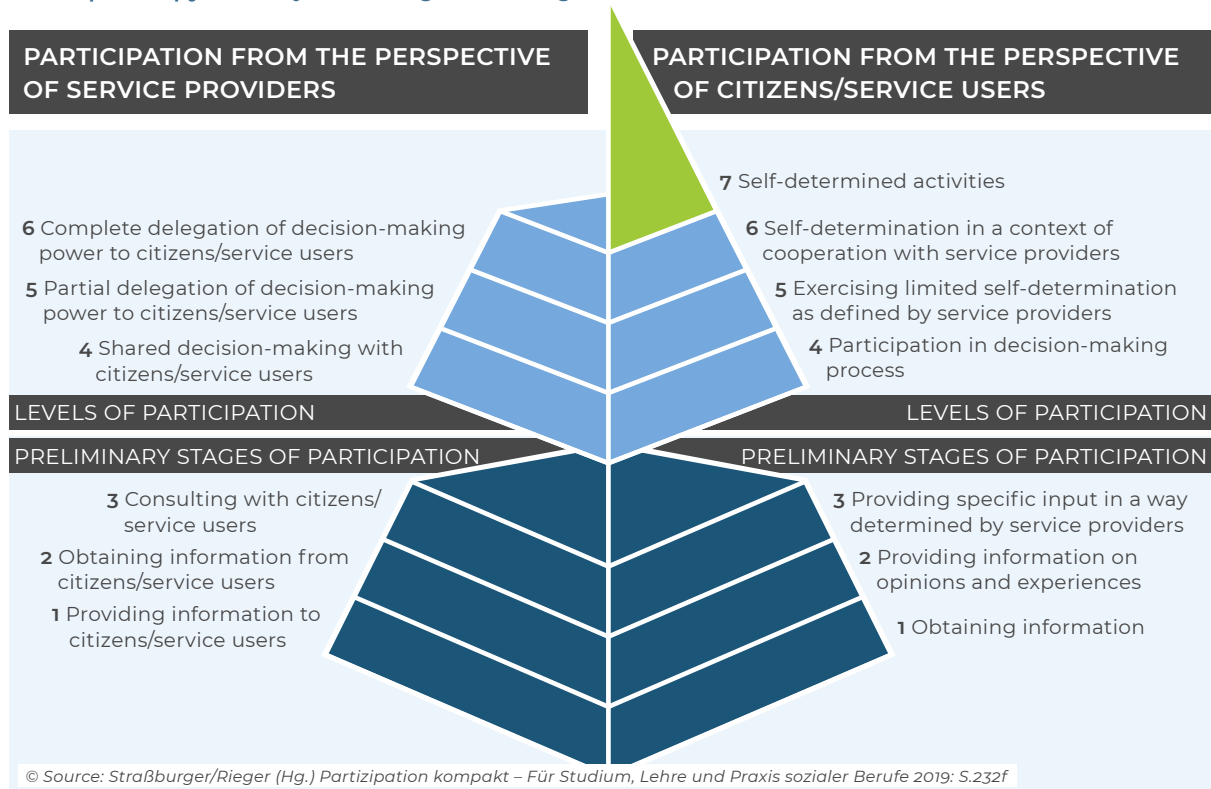 PARTICIPATION FROM THE PERSPECTIVE
OF SERVICE PROVIDERS
PARTICIPATION FROM THE PERSPECTIVE
OF CITIZENS/SERVICE USERS
6 Complete delegation of decision-making
power to citizens/service users
5 Partial delegation of decision-making
power to citizens/service users
4 Shared decision-making with
citizens/service users
LEVELS OF PARTICIPATION
PRELIMINARY STAGES OF PARTICIPATION
3 Consulting with citizens/
service users
2 Obtaining information from
citizens/service users
1 Providing information to
citizens/service users
7 Self-determined activities
6 Self-determination in a context of
cooperation with service providers
5 Exercising limited self-determination
as defined by service providers
4 Participation in decision-making
process
LEVELS OF PARTICIPATION
PRELIMINARY STAGES OF PARTICIPATION
3 Providing specific input in a way
determined by service providers
2 Providing information on
opinions and experiences
1 Obtaining information
© Source: Straßburger/Rieger (Hg.) Partizipation kompakt – Für Studium, Lehre und Praxis sozialer Berufe 2019: S.232f